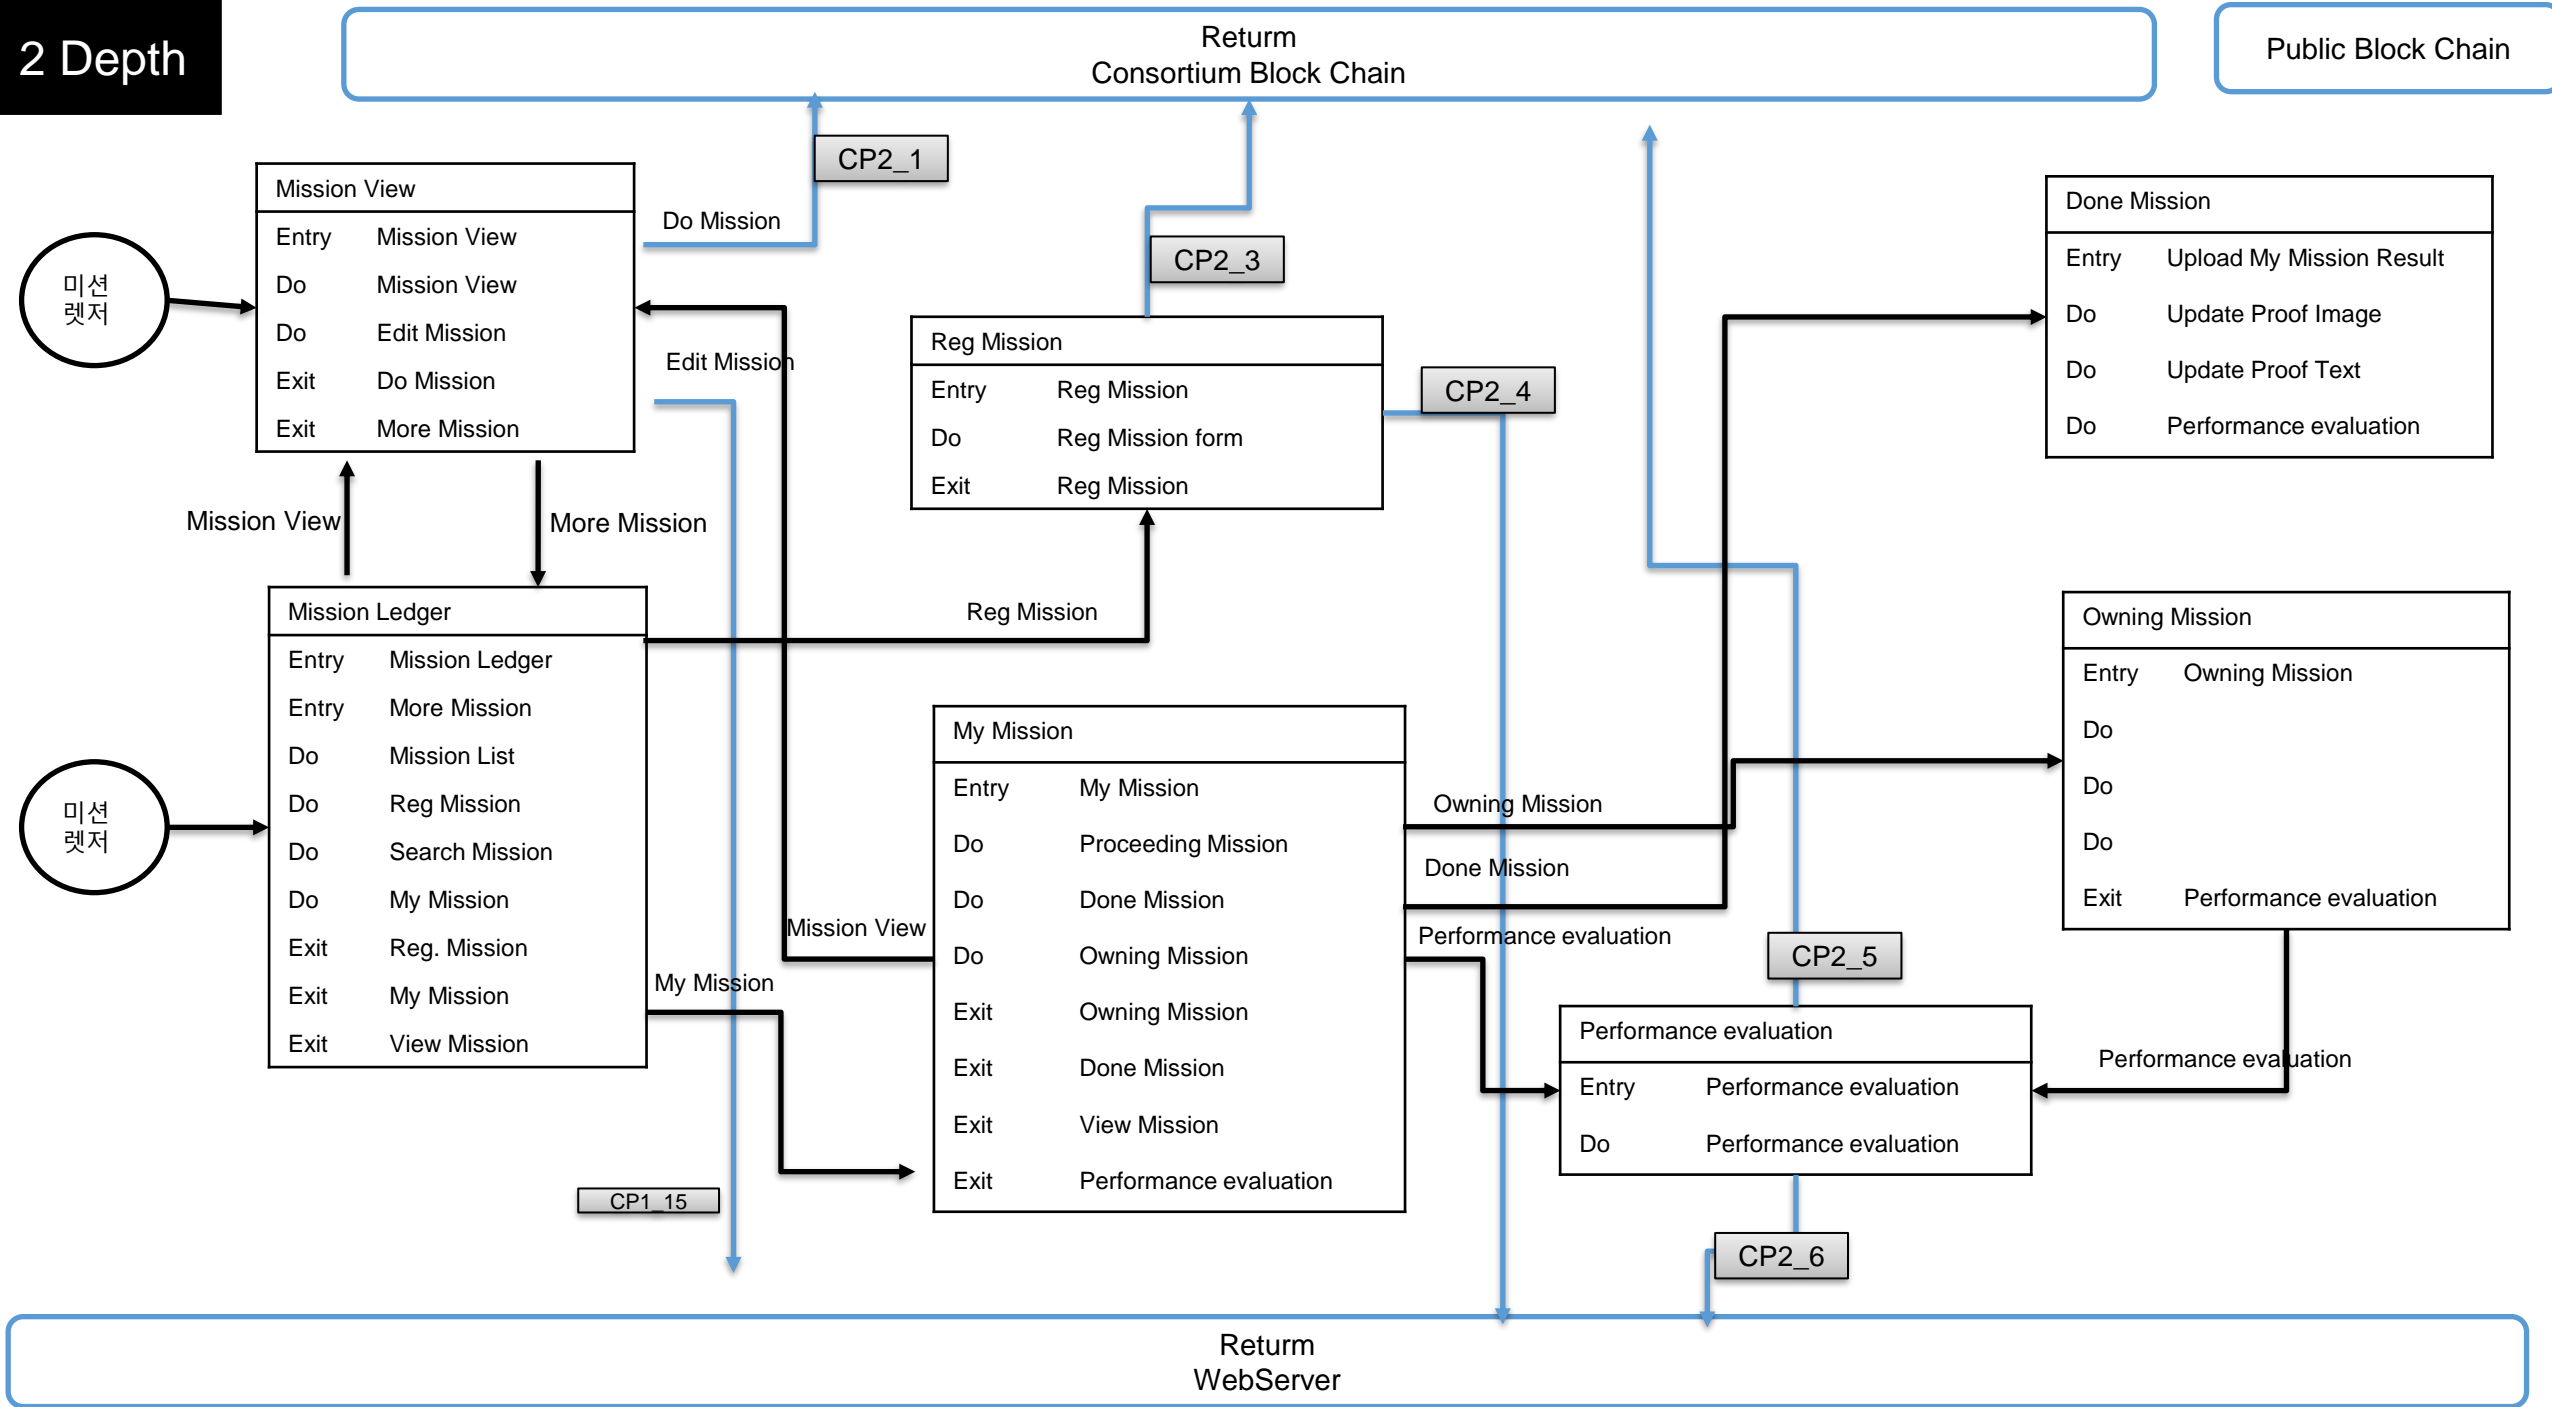 2 Depth
Returm
Consortium Block Chain
Public Block Chain
CP2_1
Mission View
Entry Mission View
Do Mission View
Do Edit Mission
Exit Do Mission
Exit More Mission
미션
렛저
Do Mission
Edit Mission
CP2_3
Reg Mission
Entry Reg Mission
Do Reg Mission form
Exit Reg Mission
CP2_4
Done Mission
Entry Upload My Mission Result
Do Update Proof Image
Do Update Proof Text
Do Performance evaluation
Mission View
More Mission
Mission Ledger
Entry Mission Ledger
Entry More Mission
Do Mission List
Do Reg Mission
Do Search Mission
Do My Mission
Exit Reg. Mission
Exit My Mission
Exit View Mission
미션
렛저
Reg Mission
My Mission
Mission View
My Mission
Entry My Mission
Do Proceeding Mission
Do Done Mission
Do Owning Mission
Exit Owning Mission
Exit Done Mission
Exit View Mission
Exit Performance evaluation
Owning Mission
Done Mission
Performance evaluation
Owning Mission
Entry Owning Mission
Do
Do
Do
Exit Performance evaluation
CP2_5
Performance evaluation
Entry Performance evaluation
Do Performance evaluation
Performance evaluation
CP1_15
CP2_6
Returm
WebServer